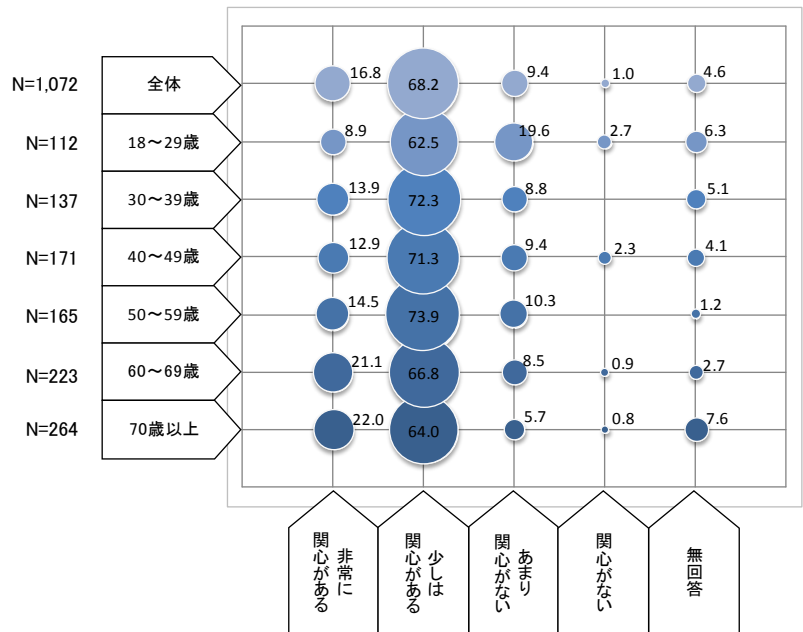 N=1,072 全体 16.8 68.2 9.4 1.0 4.6
N=112 18～29歳 8.9 62.5 19.6 2.7 6.3
N=137 30～39歳 13.9 72.3 8.8 5.1
N=171 40～49歳 12.9 71.3 9.4 2.3 4.1
N=165 50～59歳 14.5 73.9 10.3 1.2
N=223 60～69歳 21.1 66.8 8.5 0.9 2.7
N=264 70歳以上 22.0 64.0 5.7 0.8 7.6
非常に
関心がある
少しは
関心がある
あまり
関心がない
関心がない
無回答